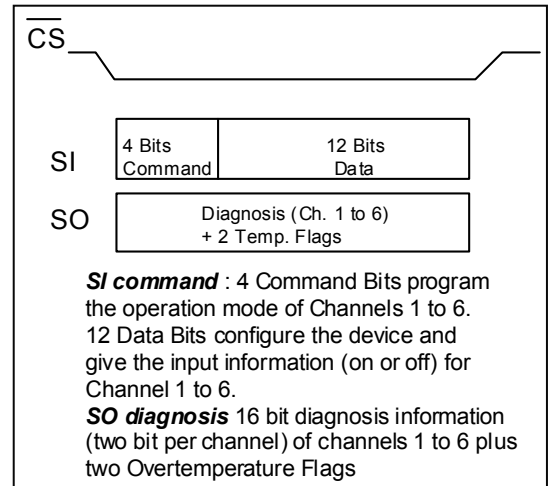 CS
SI
4 Bits
Command
12 Bits
Data
SO
Diagnosis (Ch. 1 to 6)
+ 2 Temp. Flags
SI command : 4 Command Bits program
the operation mode of Channels 1 to 6.
12 Data Bits configure the device and
give the input information (on or off) for
Channel 1 to 6.
SO diagnosis 16 bit diagnosis information
(two bit per channel) of channels 1 to 6 plus
two Overtemperature Flags